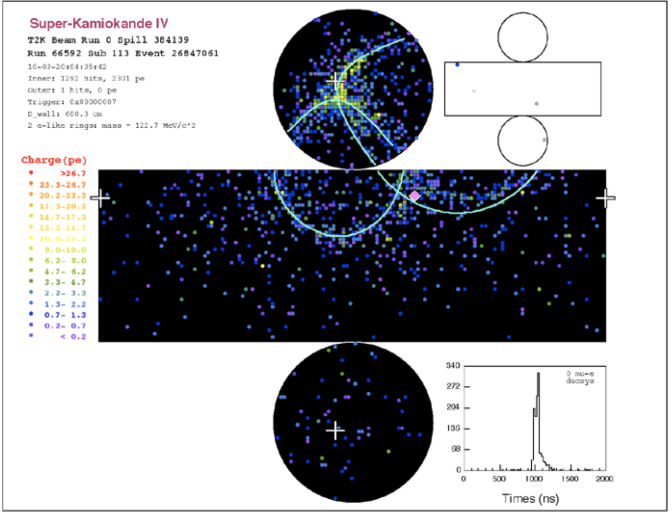 Super-Kamiokande IV
T2K Beam Run 0 Spill 384139
Run 66592 Sub 113 Event 26847061
10-03-20:04:35:42
Inner: 1292 hits, 2301 pe
Outer: 1 hits, 0 pe
Trigger: 0x80000007
D_wall: 608.3 cm
2 e-like rings: mass = 122.7 MeV/c^2
Charge(pe)
>26.7
23.3-26.7
20.2-23.3
17.3-20.2
14.7-17.3
12.2-14.7
10.0-12.2
8.0-10.0
6.2- 8.0
4.7- 6.2
3.3- 4.7
2.2- 3.3
1.3- 2.2
0.7- 1.3
0.2- 0.7
< 0.2
0 mu-e
decays
340
272
204
136
68
0
0 500 1000 1500 2000
Times (ns)